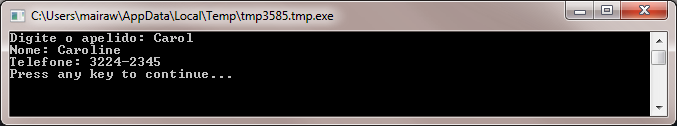 C:\Users\mairaw\AppData\Local\Temp\tmp3585.tmp.exe
Digite o apelido: Carol
Nome: Caroline
Telefone: 3224-2345
Press any key to continue...